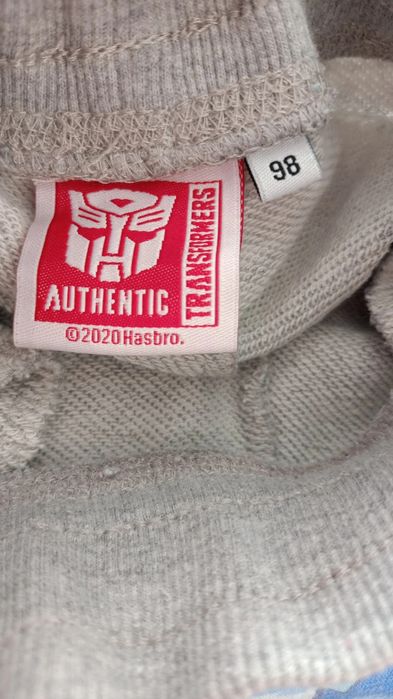 AUTHENTIC
TRANSFORMERS
©2020Hasbro.
98